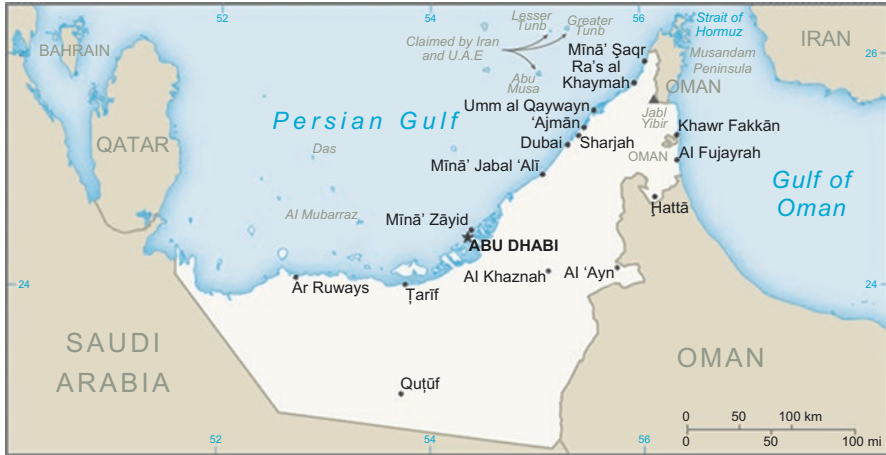 52
54
56
Lesser
Tunb
Greater
Tunb
Strait of
Hormuz
BAHRAIN
Claimed by Iran
and U.A.E
Mīnā’ Şaqr
Musandam
Peninsula
IRAN
26
26
Abu
Musa
Ra's al
Khaymah
OMAN
Umm al Qaywayn
Jabl
Yibir
Persian Gulf
‘Ajmān
Khawr Fakkān
QATAR
Dubai
Sharjah
OMAN
Al Fujayrah
Das
Mīnā’ Jabal ‘Alī
Gulf of
Oman
Al Mubarraz
Mīnā’ Zāyid
Ḩattā
ABU DHABI
24
Ar Ruways
Ţarīf
Al Khaznah
Al ‘Ayn
24
SAUDI
ARABIA
OMAN
Quţūf
0 50 100 km
0 50 100 mi
52
54
56